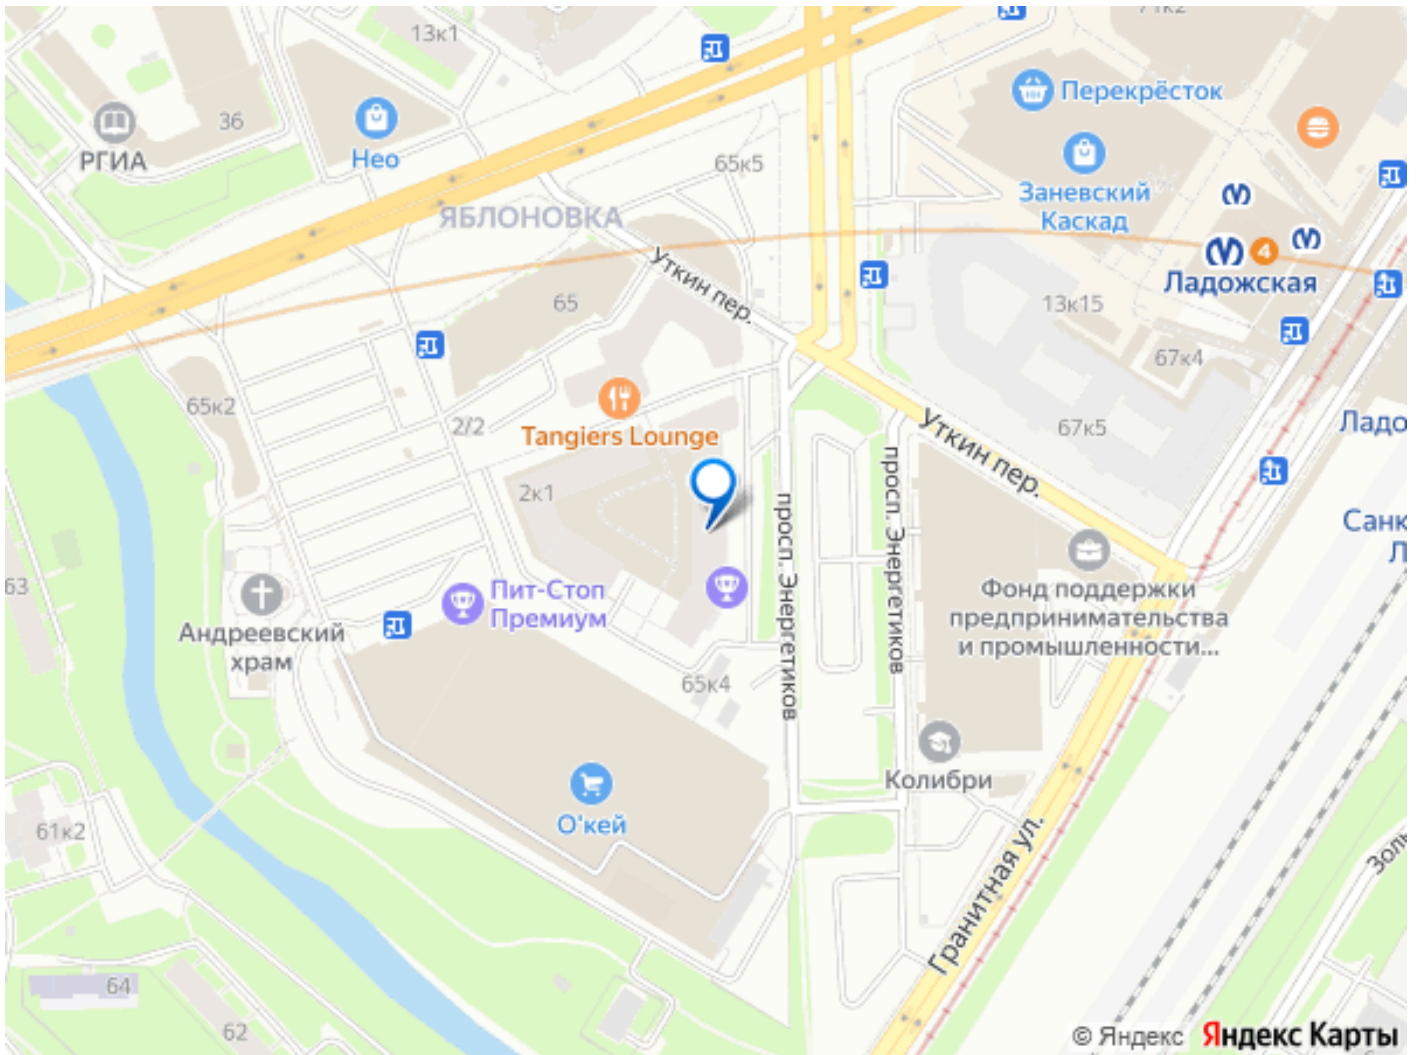 71к2
13к1
Перекрёсток
36
РГИА
Нео
65к5
Заневский
Каскад
ЯБЛОНОВКА
4
Ладожская
Уткин пер.
65
13к15
67к4
65к2
2/2
Tangiers Lounge
67к5
Ладо
Уткин пер.
2к1
просп. Энергетиков
просп. Энергетиков
Санк
Л
63
Пит-Стоп
Премиум
Андреевский
храм
Фонд поддержки
предпринимательства
и промышленности...
65к4
Колибри
О'кей
61к2
Гранитная ул.
Золь
64
62
© Яндекс Яндекс Карты